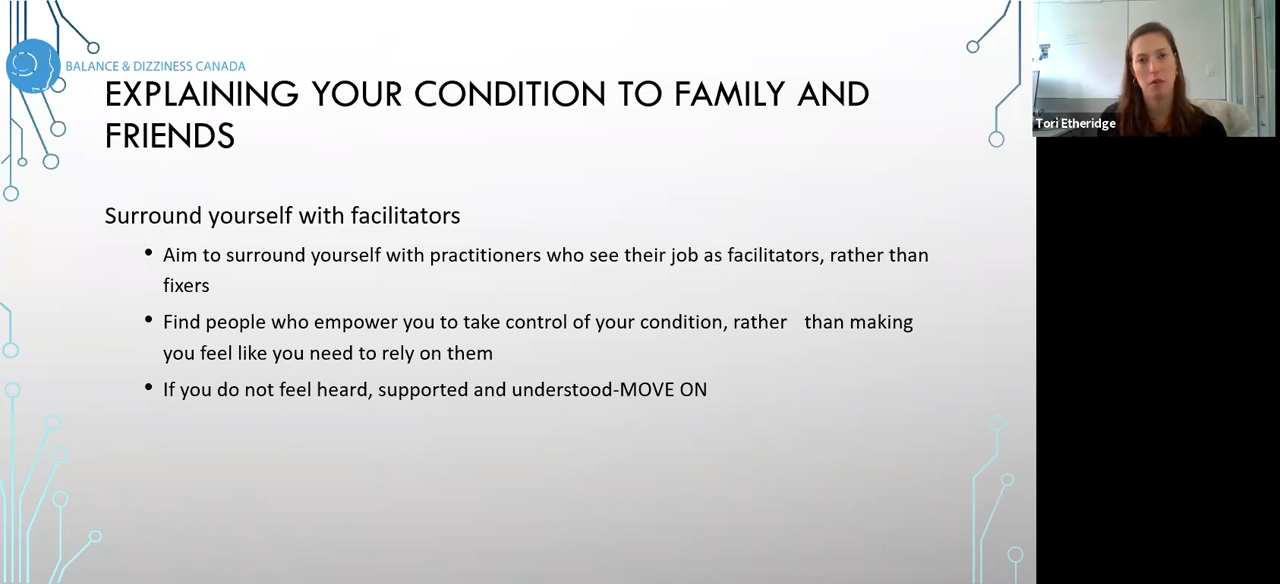 BALANCE & DIZZINESS CANADA
EXPLAINING YOUR CONDITION TO FAMILY AND
FRIENDS
Surround yourself with facilitators
• Aim to surround yourself with practitioners who see their job as facilitators, rather than
fixers
• Find people who empower you to take control of your condition, rather than making
you feel like you need to rely on them
• If you do not feel heard, supported and understood-MOVE ON
Tori Etheridge